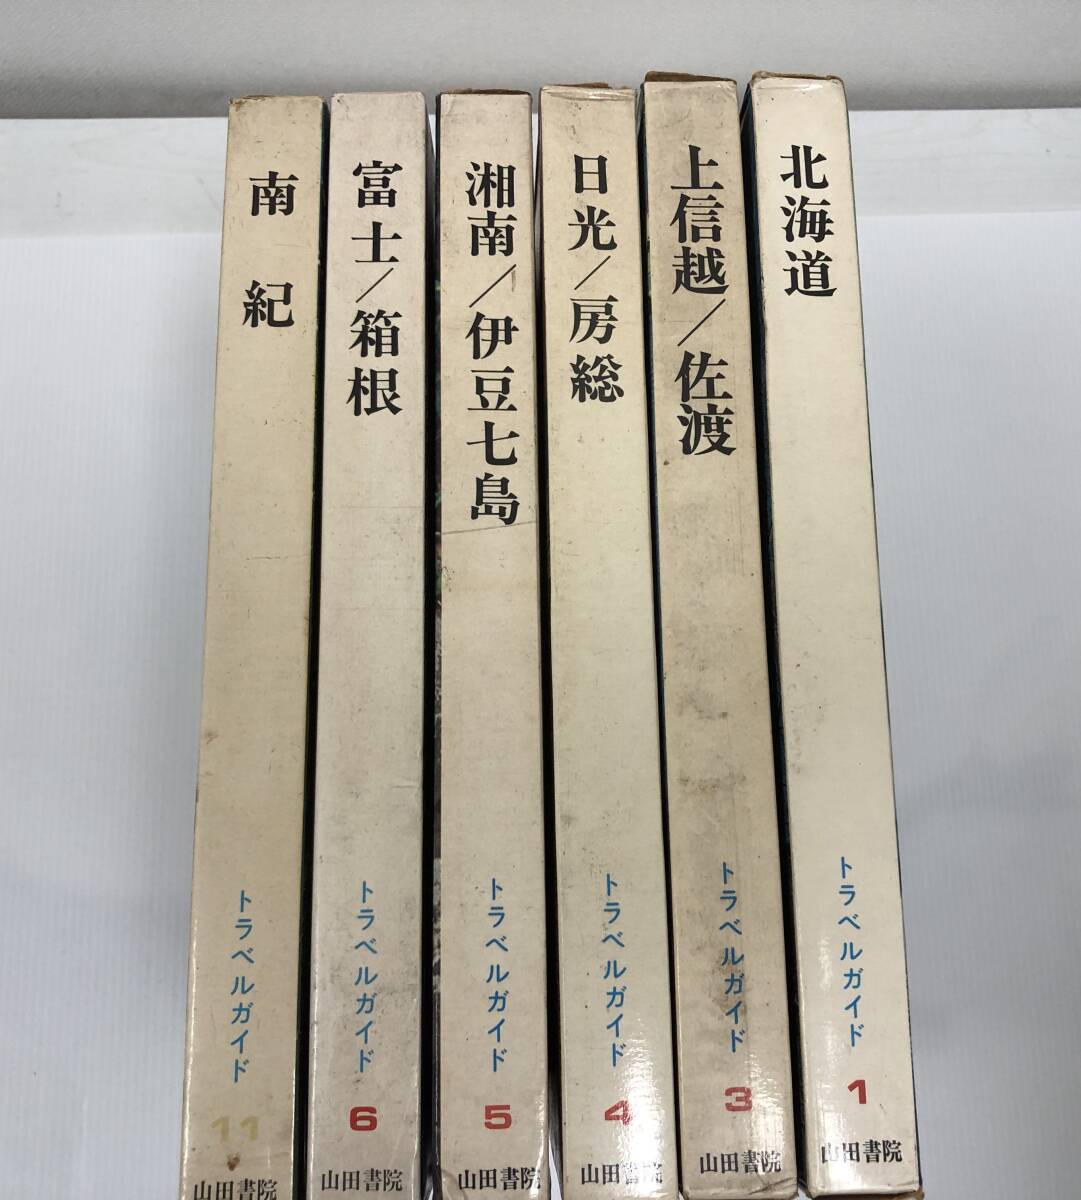 北海道
トラベルガイド
1
山田書院
上信越/佐渡
トラベルガイド
3
山田書院
日光/房総
トラベルガイド
4
山田書院
湘南/伊豆七島
トラベルガイド
5
山田書院
富士/箱根
トラベルガイド
6
山田書院
南紀
トラベルガイド
11
山田書院